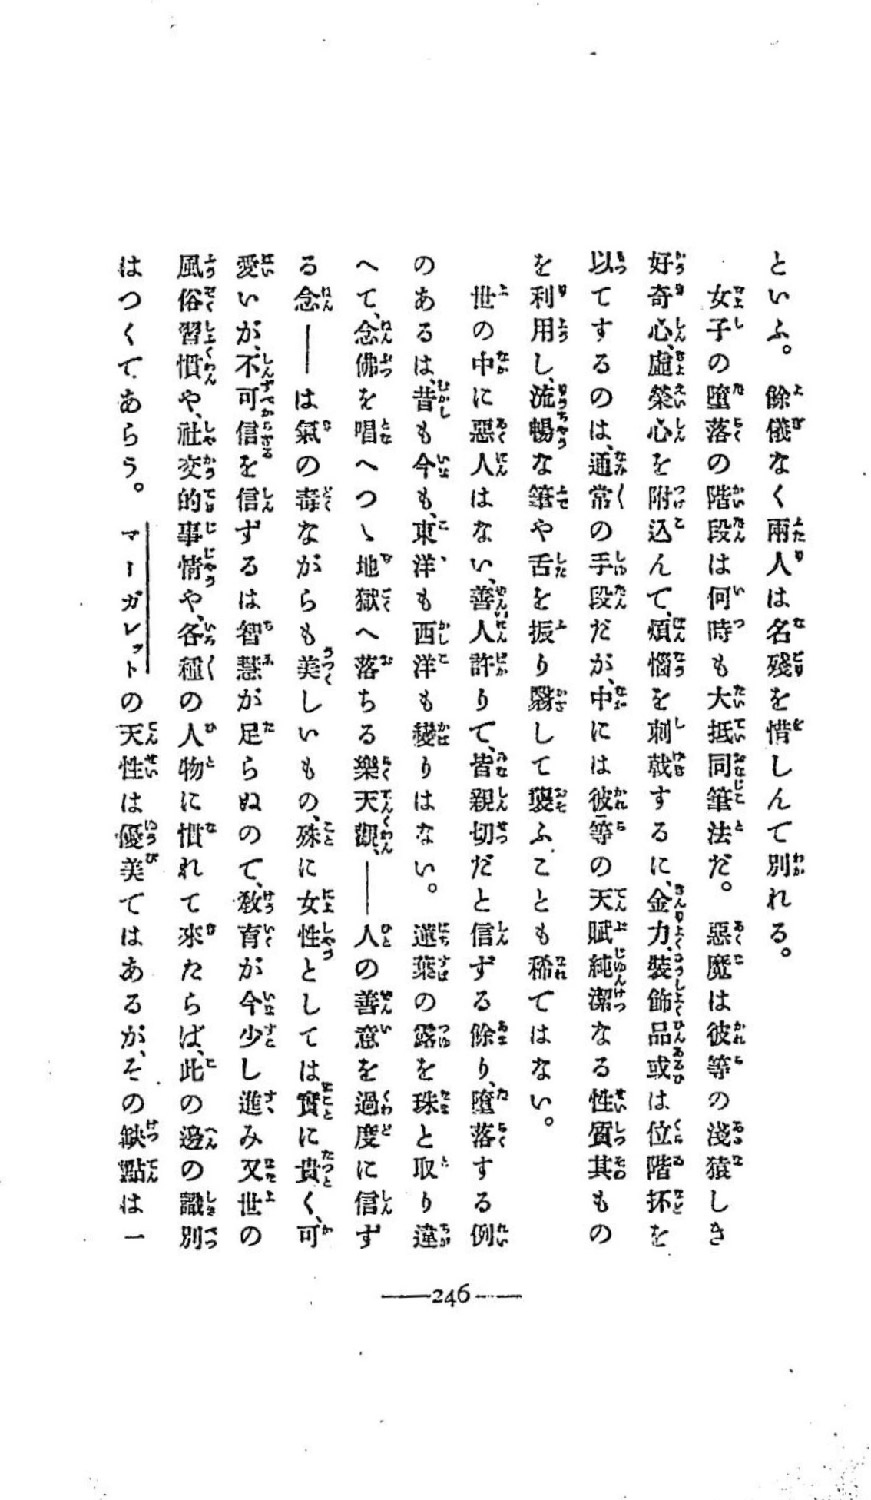 といふ。餘儀なく兩人は名殘を惜しんで別れる。
女子の墮落の階段は何時も大抵同筆法だ。惡魔は彼等の淺猿しき
好奇心、虛榮心を附込んで、煩惱を刺戟するに、金力、裝飾品或は位階抔を
以てするのは、通常の手段だが、中には彼等の天賦純潔なる性質其もの
を利用し、流暢な筆や舌を振り翳して襲ふことも稀ではない。
世の中に惡人はない、善人許りで、皆親切だと信ずる餘り、墮落する例
のあるは、昔も今も、東洋も西洋も變りはない。蓮葉の露を珠と取り違
へて、念佛を唱へつゝ地獄へ落ちる樂天觀、――人の善意を過度に信ず
る念――は氣の毒ながらも美しいもの、殊に女性としては實に貴く、可
愛いが、不可信を信ずるは智慧が足らぬので、敎育が今少し進み又世の
風俗習慣や、社交的事情や、各種の人物に慣れて來たらば、此の邊の識別
はつくであらう。マーガレットの天性は優美ではあるが、その缺點は一
――246――